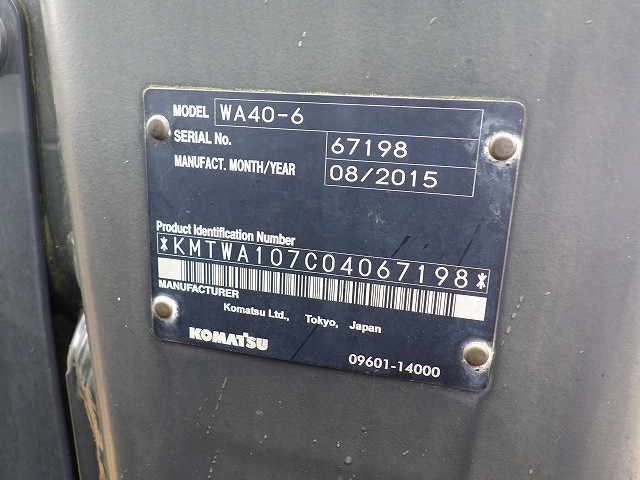 MODEL WA40-6
SERIAL No. 67198
MANUFACT. MONTH/YEAR 08/2015
Product Identification Number
*KMTWA107C04067198*
MANUFACTURER
Komatsu Ltd., Tokyo, Japan
KOMATSU
09601-14000